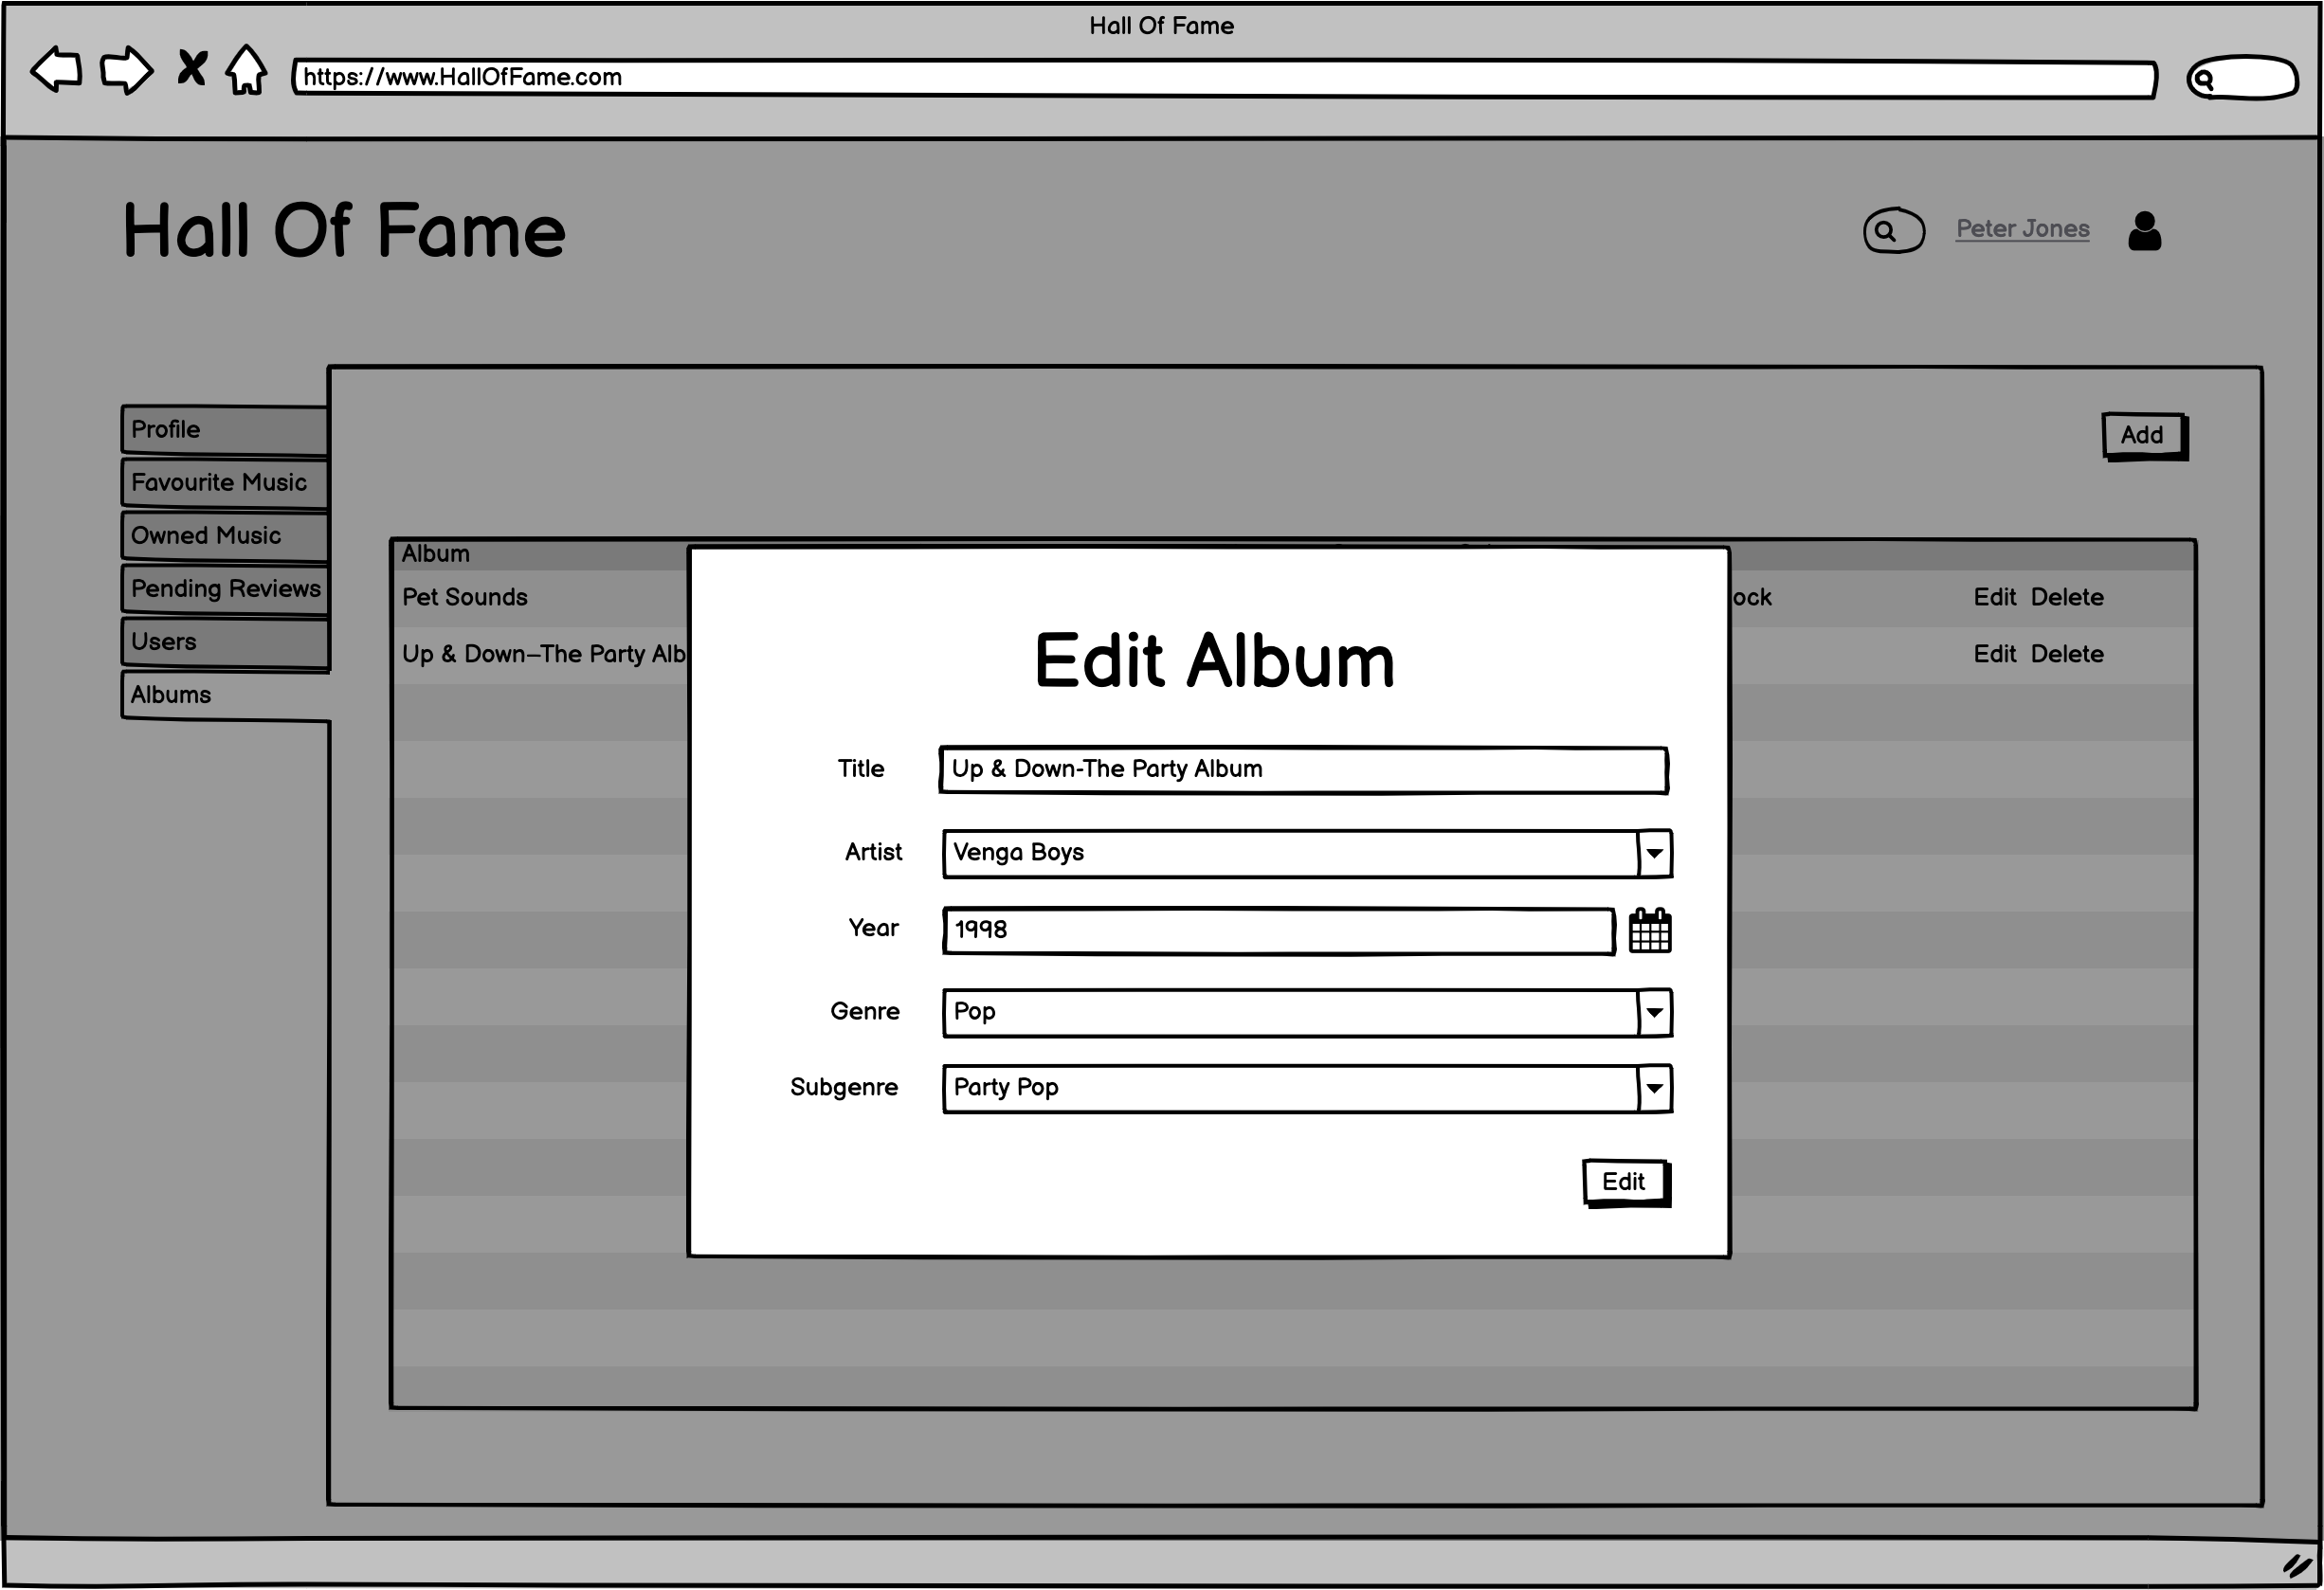 Hall Of Fame
https://www.HallOfFame.com
Hall Of Fame
Peter Jones
Add
Profile
Favourite Music
Owned Music
Pending Reviews
Users
Albums
Album
Pet Sounds
ock
Edit Delete
Up & Down–The Party Alb
Edit Delete
Edit Album
Title
Up & Down-The Party Album
Artist
Venga Boys
Year
1998
Genre
Pop
Subgenre
Party Pop
Edit